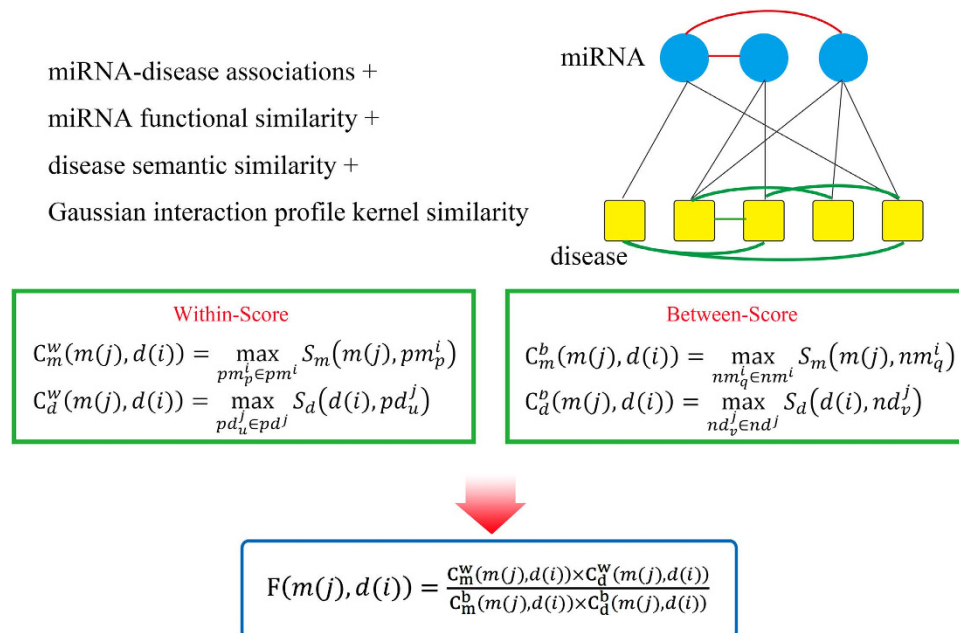 miRNA-disease associations +
miRNA functional similarity +
disease semantic similarity +
Gaussian interaction profile kernel similarity
miRNA
disease
Within-Score
C_m^w(m(j), d(i)) = max_{pm_p^i∈pm^i} S_m(m(j), pm_p^i)
C_d^w(m(j), d(i)) = max_{pd_u^j∈pd^j} S_d(d(i), pd_u^j)
Between-Score
C_m^b(m(j), d(i)) = max_{nm_q^i∈nm^i} S_m(m(j), nm_q^i)
C_d^b(m(j), d(i)) = max_{nd_v^j∈nd^j} S_d(d(i), nd_v^j)
F(m(j), d(i)) = \frac{C_m^w(m(j),d(i))×C_d^w(m(j),d(i))}{C_m^b(m(j),d(i))×C_d^b(m(j),d(i))}